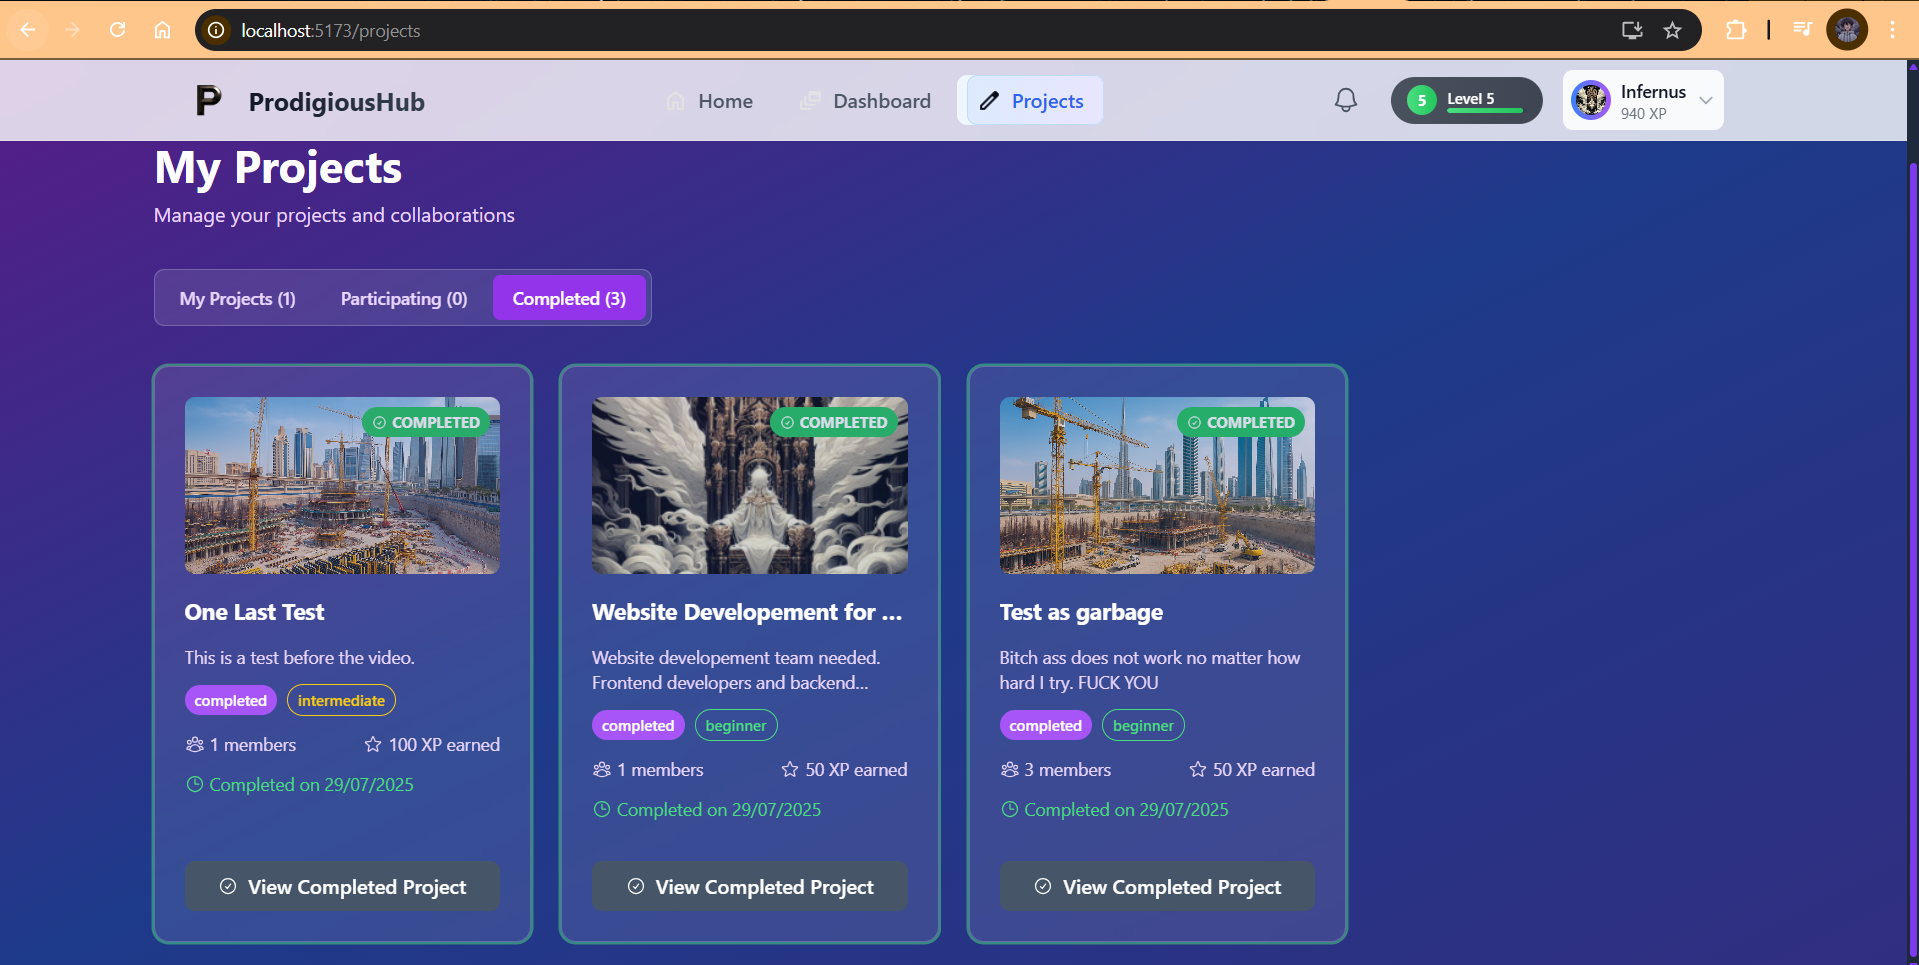 localhost:5173/projects
P
ProdigiousHub
Home
Dashboard
Projects
5
Level 5
Infernus
940 XP
My Projects
Manage your projects and collaborations
My Projects (1)
Participating (0)
Completed (3)
COMPLETED
One Last Test
This is a test before the video.
completed
intermediate
1 members
100 XP earned
Completed on 29/07/2025
View Completed Project
COMPLETED
Website Developement for ...
Website developement team needed.
Frontend developers and backend...
completed
beginner
1 members
50 XP earned
Completed on 29/07/2025
View Completed Project
COMPLETED
Test as garbage
Bitch ass does not work no matter how
hard I try. FUCK YOU
completed
beginner
3 members
50 XP earned
Completed on 29/07/2025
View Completed Project